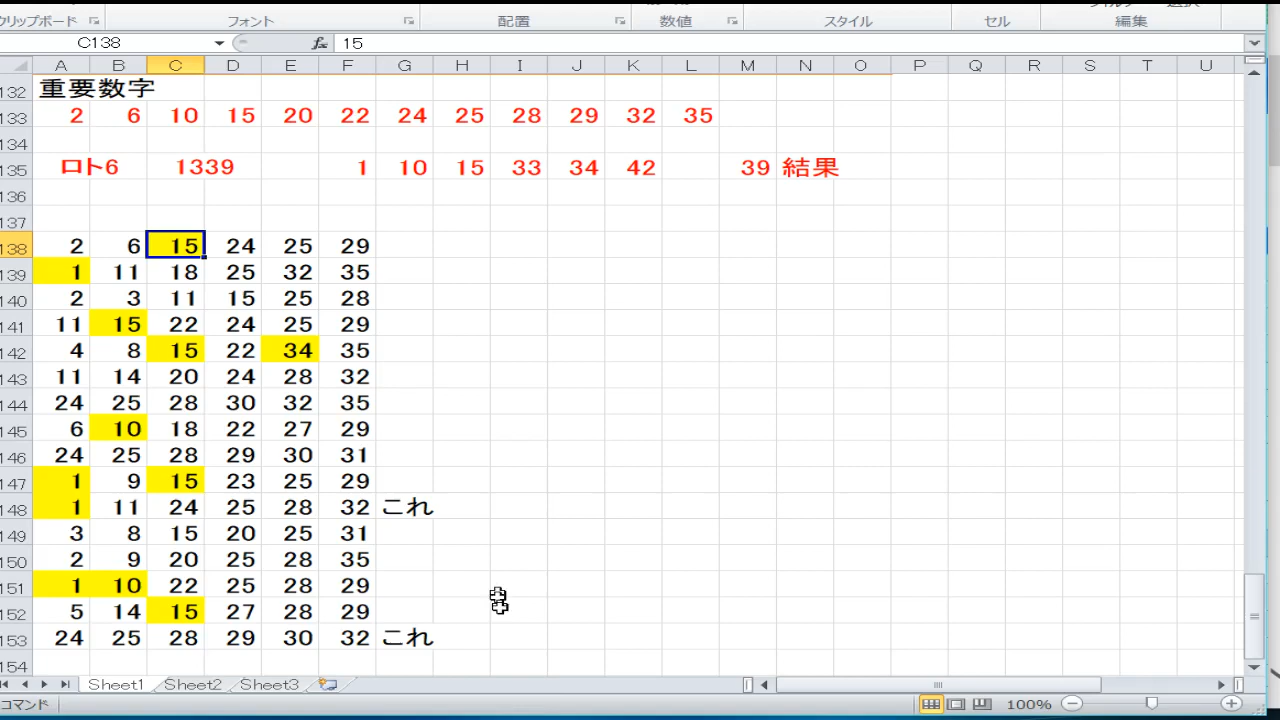 クリップボード フォント 配置 数値 スタイル セル 編集
C138 fx 15
A B C D E F G H I J K L M N O P Q R S T U
132 重要数字
133 2 6 10 15 20 22 24 25 28 29 32 35
134
135 ロト6 1339 1 10 15 33 34 42 39 結果
136
137
138 2 6 15 24 25 29
139 1 11 18 25 32 35
140 2 3 11 15 25 28
141 11 15 22 24 25 29
142 4 8 15 22 34 35
143 11 14 20 24 28 32
144 24 25 28 30 32 35
145 6 10 18 22 27 29
146 24 25 28 29 30 31
147 1 9 15 23 25 29
148 1 11 24 25 28 32 これ
149 3 8 15 20 25 31
150 2 9 20 25 28 35
151 1 10 22 25 28 29
152 5 14 15 27 28 29
153 24 25 28 29 30 32 これ
154
Sheet1 Sheet2 Sheet3
コマンド 100%